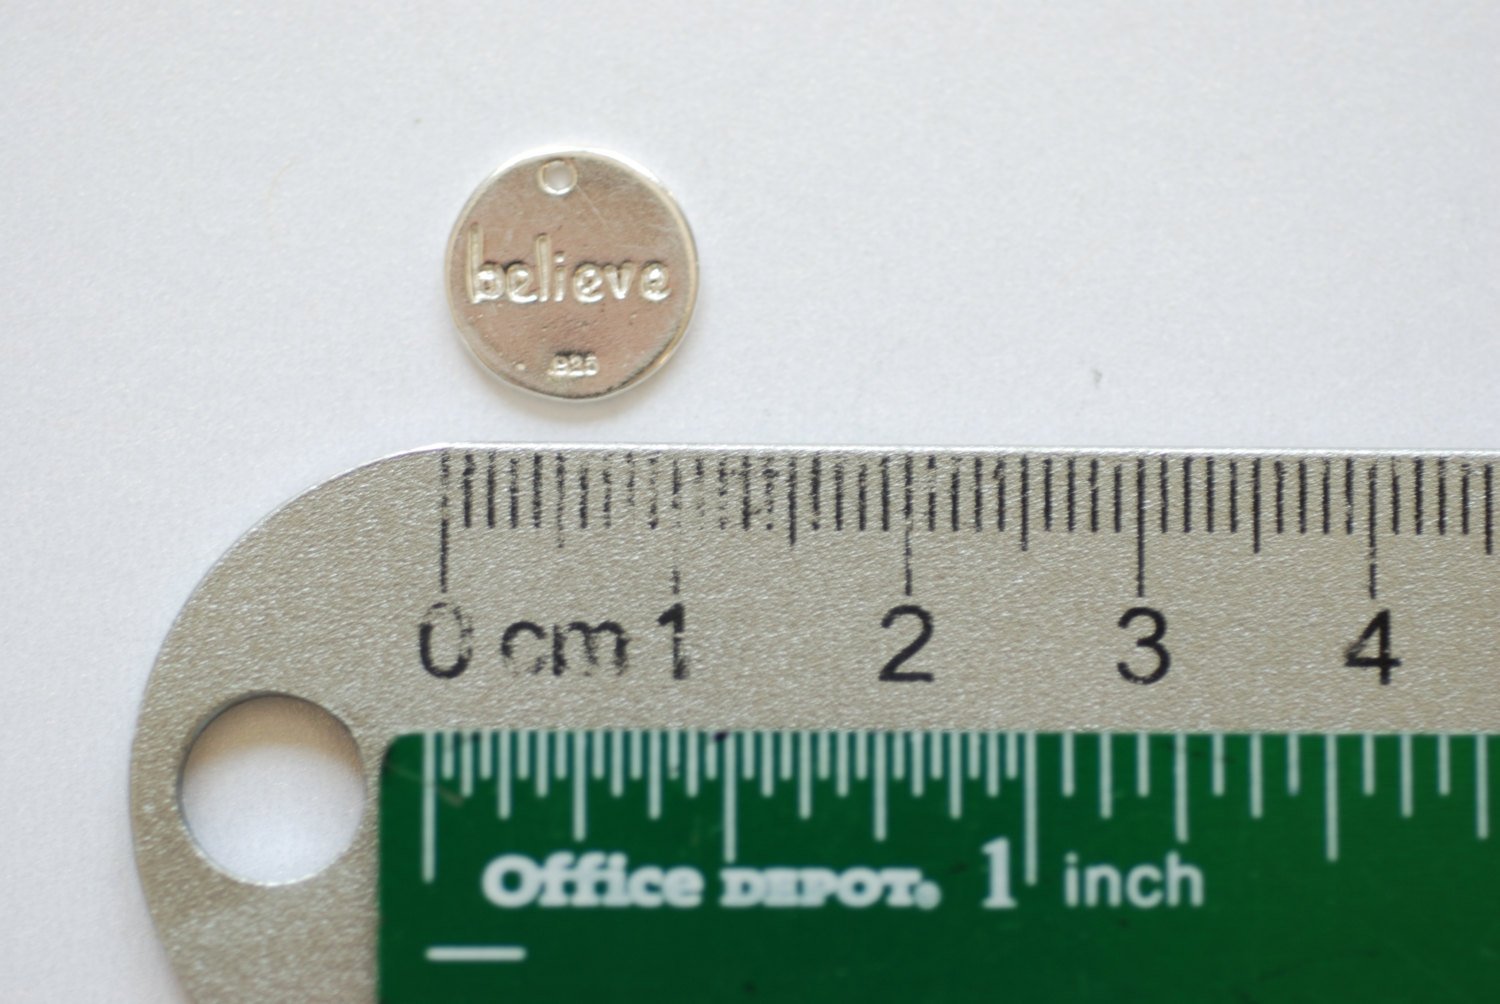 believe
.925
0 cm 1 2 3 4
Office DEPOT® 1 inch